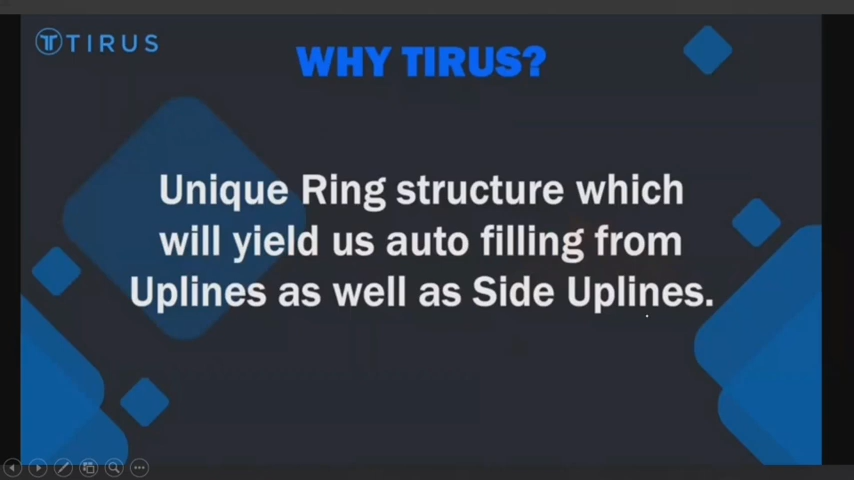 TIRUS
WHY TIRUS?
Unique Ring structure which
will yield us auto filling from
Uplines as well as Side Uplines.